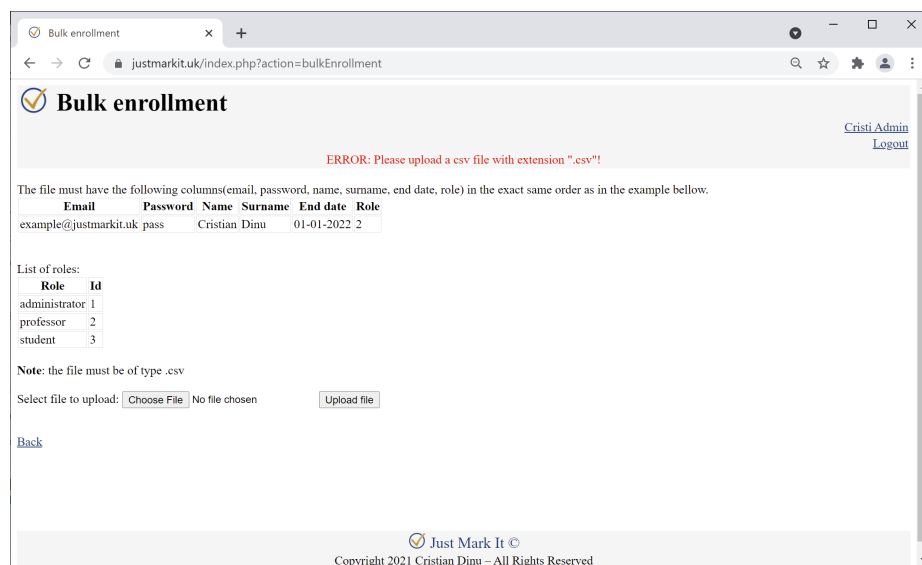 Bulk enrollment
justmarkit.uk/index.php?action=bulkEnrollment
Bulk enrollment
Cristi Admin
Logout
ERROR: Please upload a csv file with extension ".csv"!
The file must have the following columns(email, password, name, surname, end date, role) in the exact same order as in the example bellow.
Email Password Name Surname End date Role
example@justmarkit.uk pass Cristian Dinu 01-01-2022 2
List of roles:
Role Id
administrator 1
professor 2
student 3
Note: the file must be of type .csv
Select file to upload: Choose File No file chosen Upload file
Back
Just Mark It ©
Copyright 2021 Cristian Dinu – All Rights Reserved